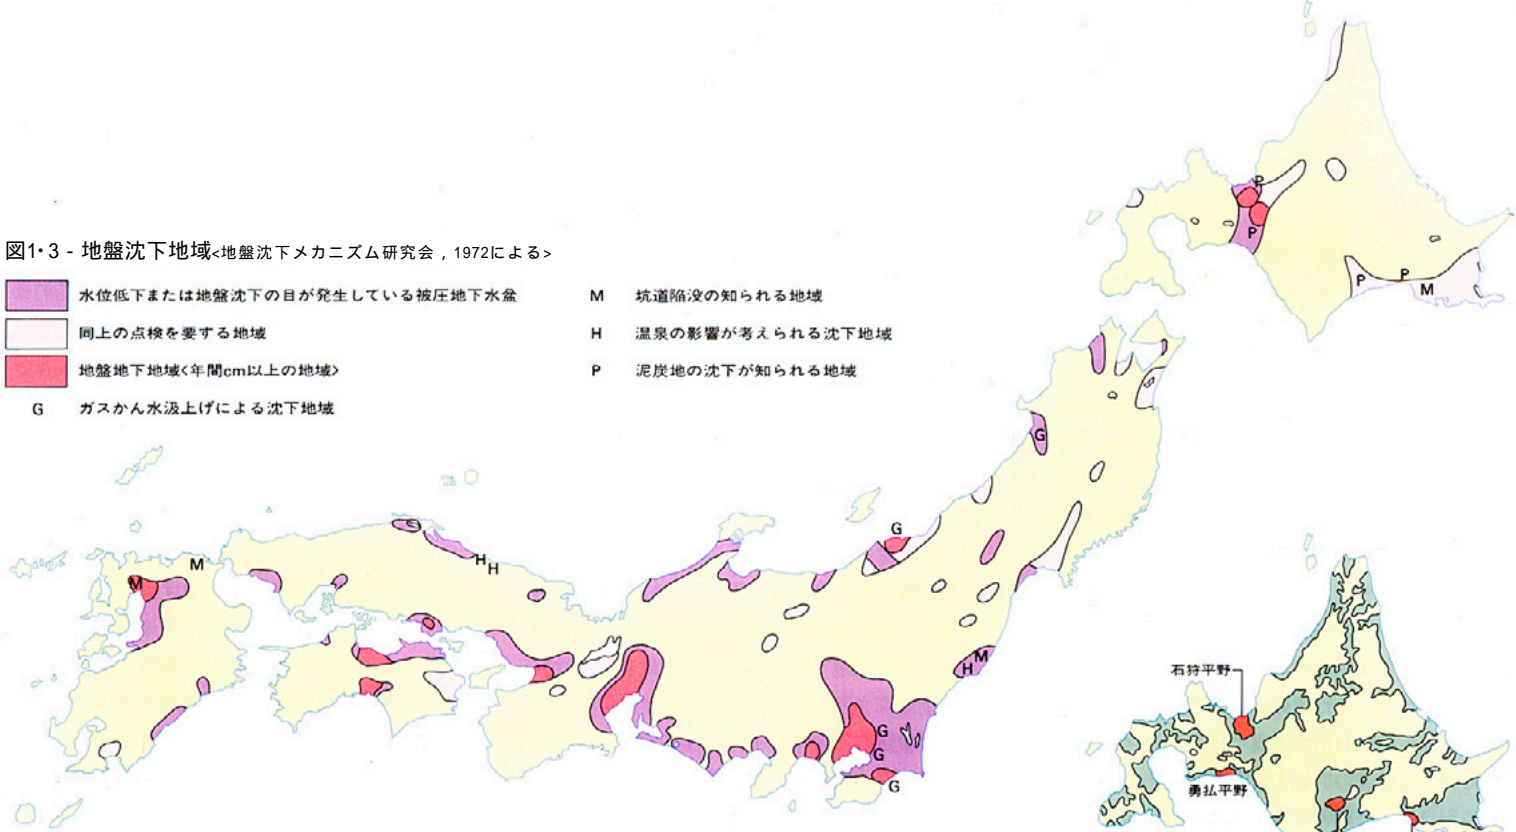 図1・3 - 地盤沈下地域<地盤沈下メカニズム研究会，1972による>
水位低下または地盤沈下の目が発生している被圧地下水盆
同上の点検を要する地域
地盤地下地域<年間cm以上の地域>
G ガスかん水汲上げによる沈下地域
M 坑道陥没の知られる地域
H 温泉の影響が考えられる沈下地域
P 泥炭地の沈下が知られる地域
P
P
P
P
M
G
G
M
M
H
H
M
H
G
G
G
石狩平野
勇払平野